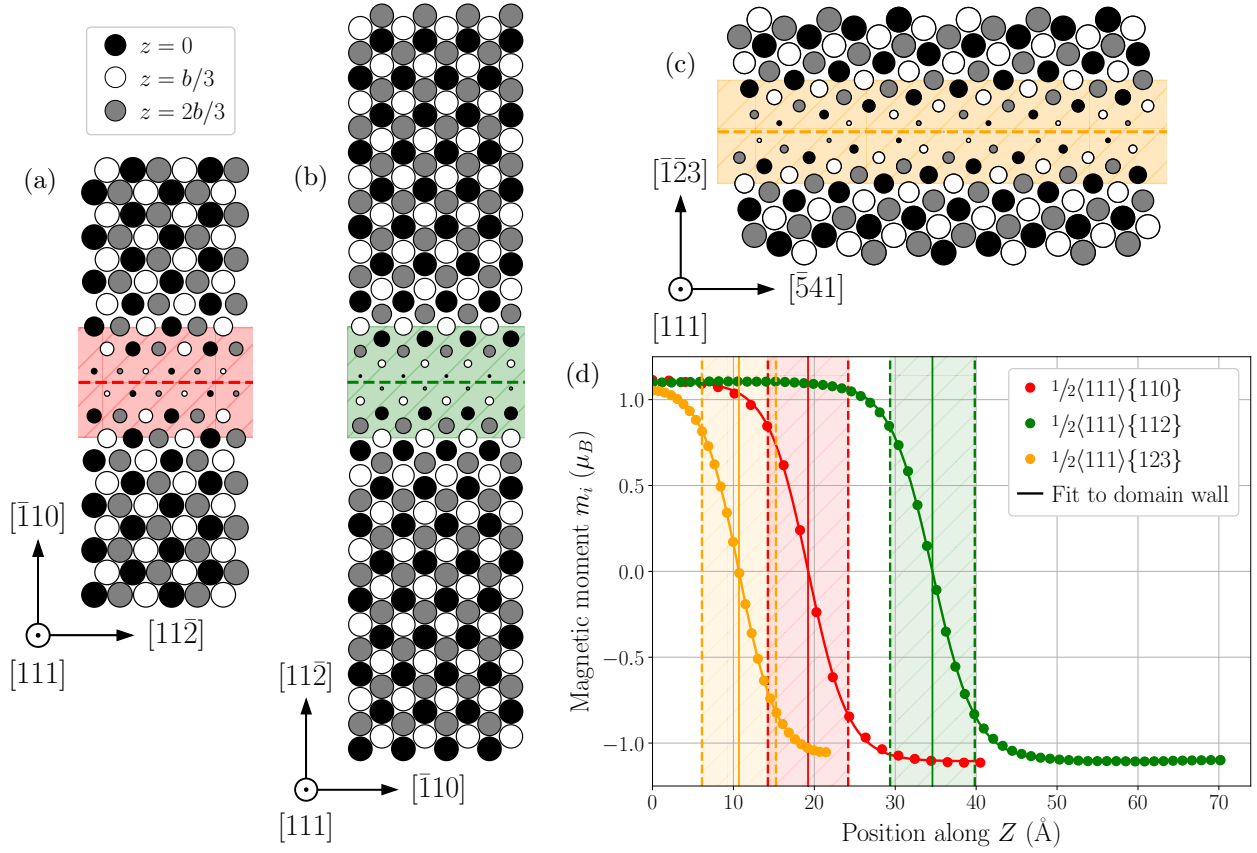 z = 0
z = b/3
z = 2b/3
(a)
[1̄10]
[112̄]
[111]
(b)
[112̄]
[1̄10]
[111]
(c)
[1̄2̄3]
[5̄41]
[111]
(d)
Magnetic moment mᵢ (μ_B)
1.0
0.5
0.0
−0.5
−1.0
¹/₂⟨111⟩{110}
¹/₂⟨111⟩{112}
¹/₂⟨111⟩{123}
Fit to domain wall
0 10 20 30 40 50 60 70
Position along Z (Å)